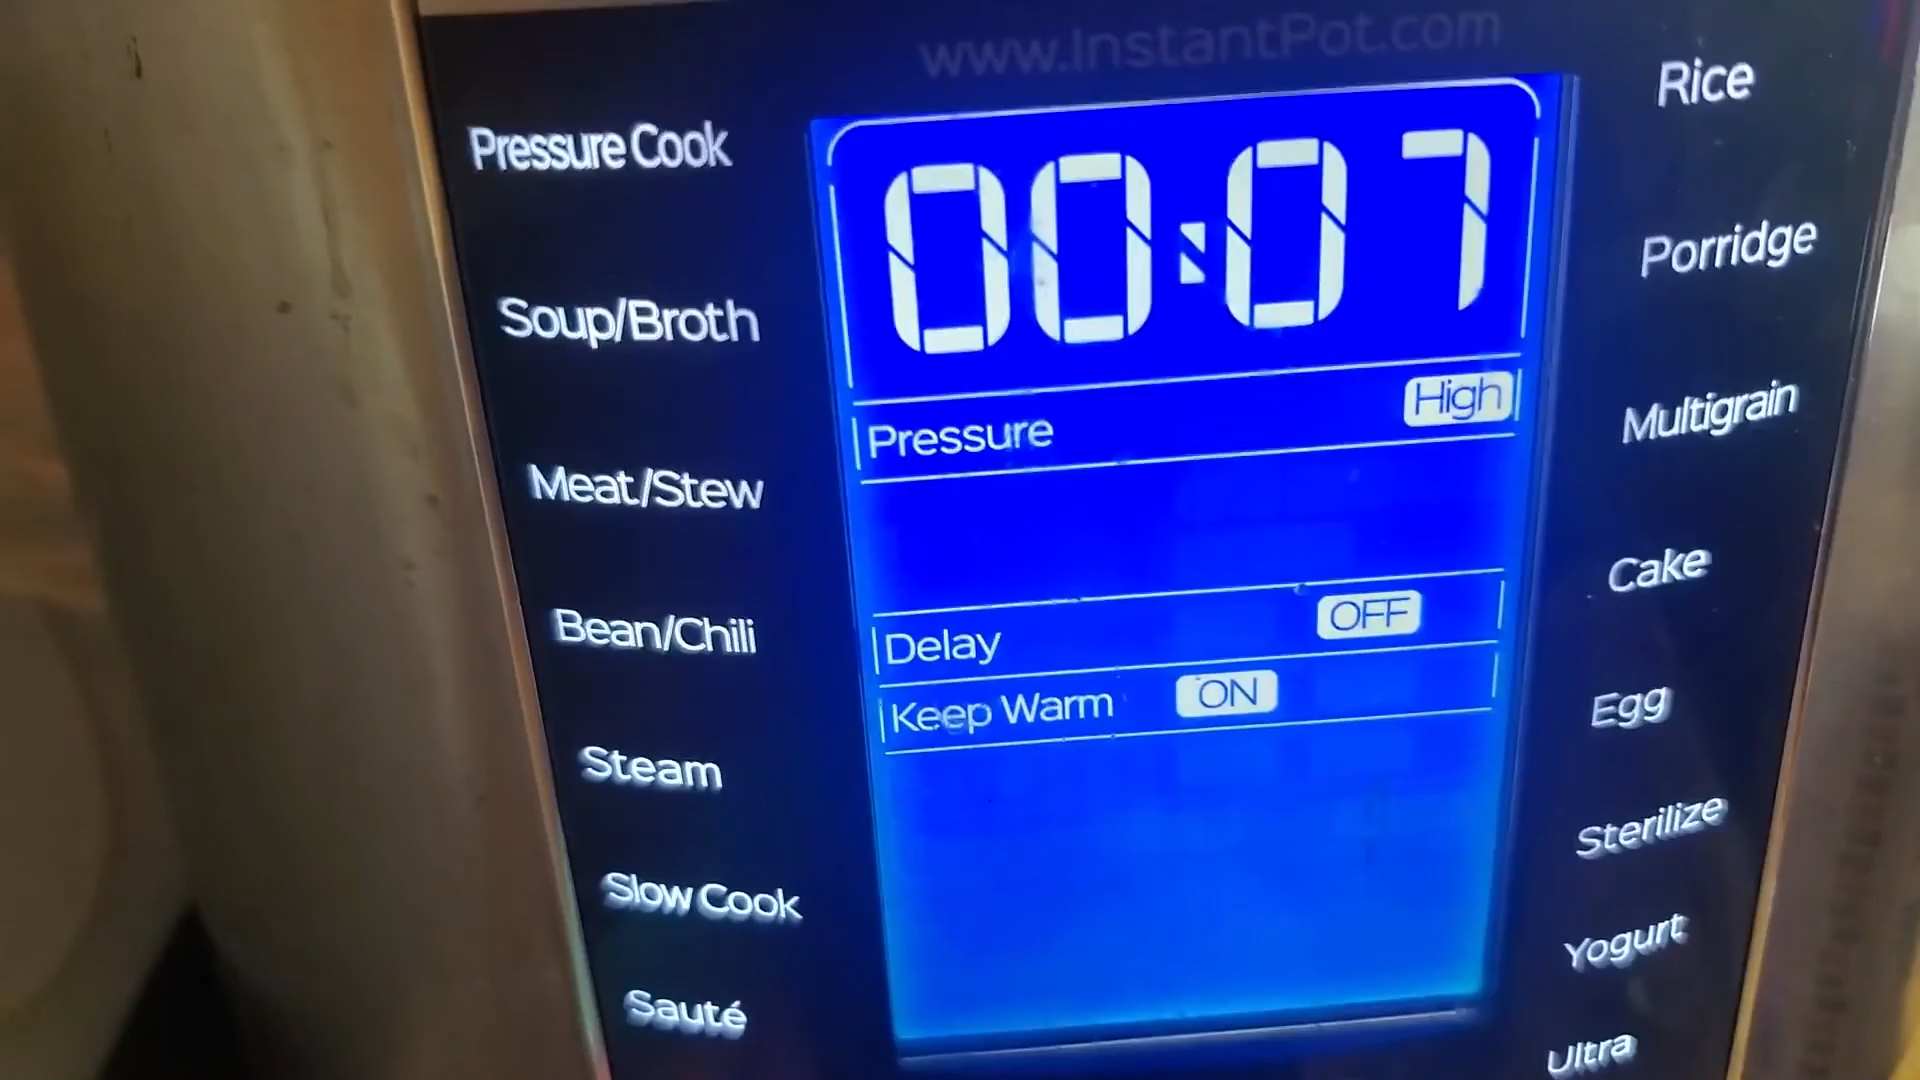 www.InstantPot.com
Pressure Cook
Soup/Broth
Meat/Stew
Bean/Chili
Steam
Slow Cook
Sauté
00:07
Pressure High
Delay OFF
Keep Warm ON
Rice
Porridge
Multigrain
Cake
Egg
Sterilize
Yogurt
Ultra